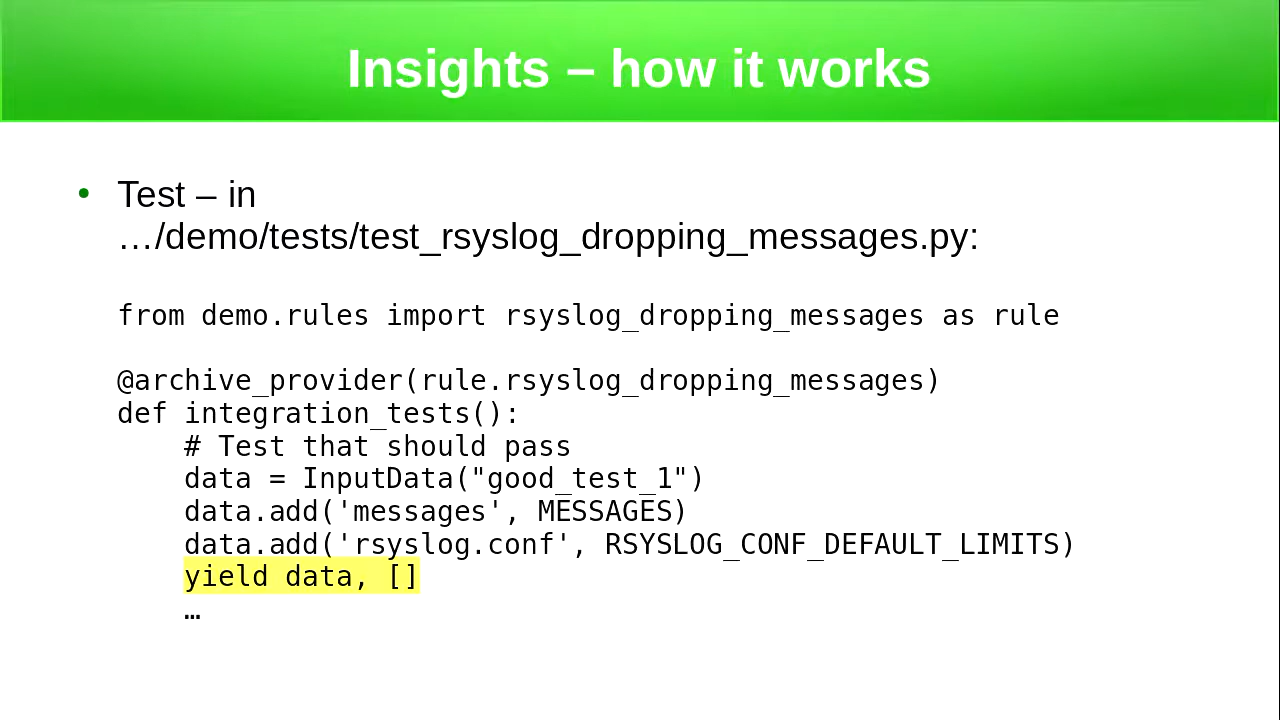 Insights – how it works
• Test – in
…/demo/tests/test_rsyslog_dropping_messages.py:
from demo.rules import rsyslog_dropping_messages as rule
@archive_provider(rule.rsyslog_dropping_messages)
def integration_tests():
    # Test that should pass
    data = InputData("good_test_1")
    data.add('messages', MESSAGES)
    data.add('rsyslog.conf', RSYSLOG_CONF_DEFAULT_LIMITS)
    yield data, []
    …